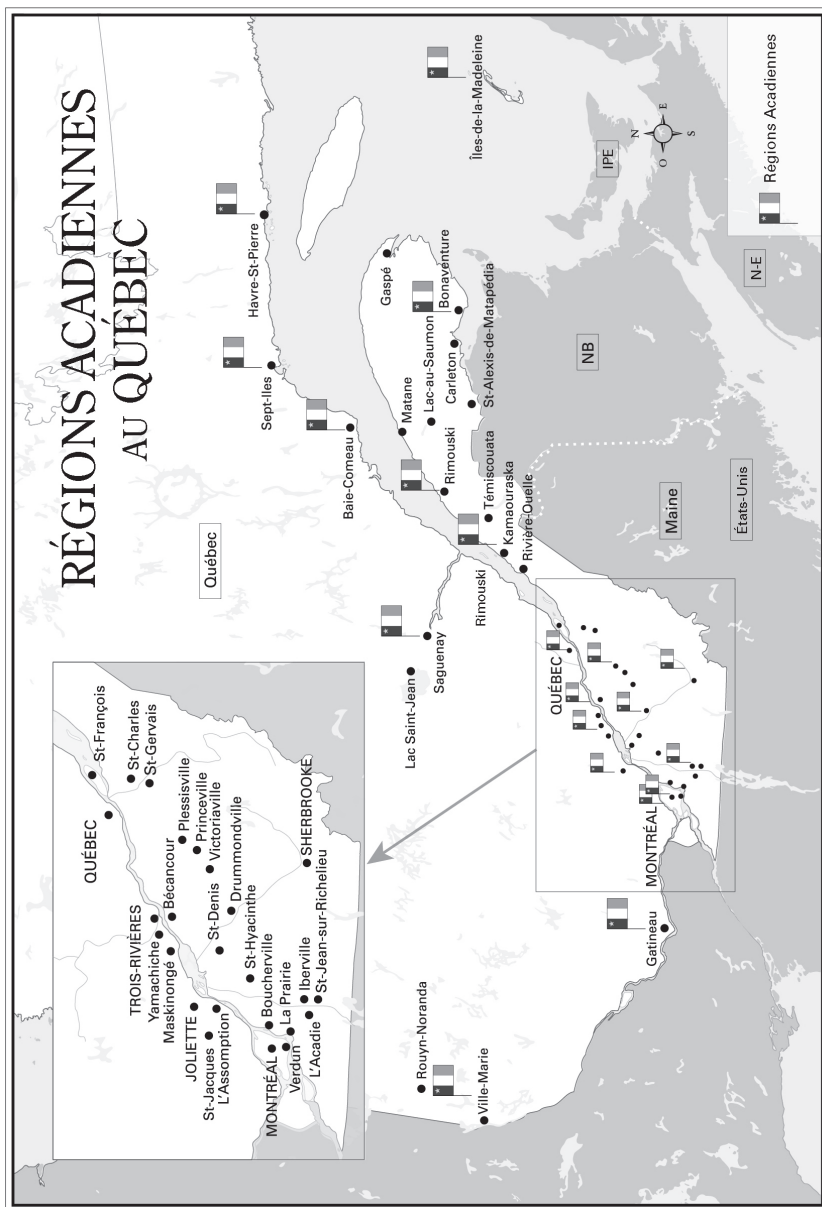 RÉGIONS ACADIENNES
AU QUÉBEC
Québec
Havre-St-Pierre
Sept-Iles
Baie-Comeau
Îles-de-la-Madeleine
Gaspé
Bonaventure
Carleton
Lac-au-Saumon
Matane
St-Alexis-de-Matapédia
Rimouski
Témiscouata
Kamaouraska
Rivière-Ouelle
Rimouski
Saguenay
Lac Saint-Jean
QUÉBEC
MONTRÉAL
Gatineau
Rouyn-Noranda
Ville-Marie
IPE
NB
N-E
Maine
États-Unis
N
E
S
O
Régions Acadiennes
St-François
St-Charles
St-Gervais
QUÉBEC
Plessisville
Princeville
Victoriaville
Bécancour
TROIS-RIVIÈRES
Yamachiche
Maskinongé
St-Denis
Drummondville
SHERBROOKE
St-Hyacinthe
JOLIETTE
St-Jacques
L'Assomption
Boucherville
La Prairie
Iberville
St-Jean-sur-Richelieu
MONTRÉAL
Verdun
L'Acadie